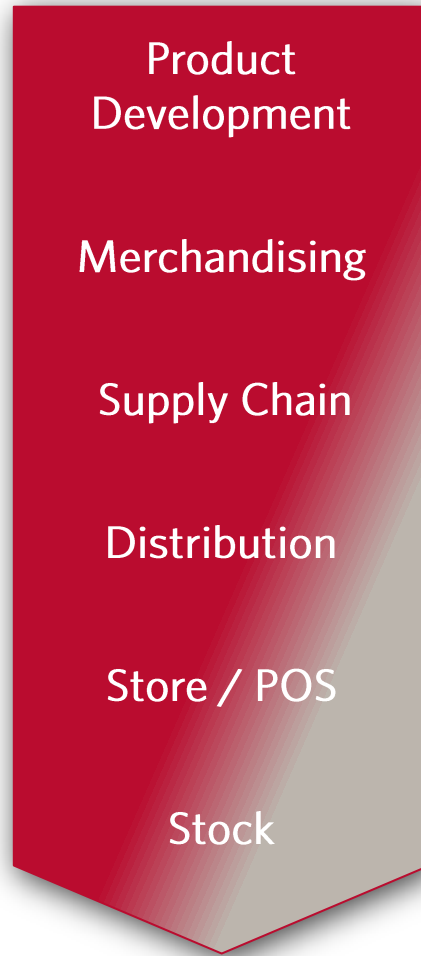 Product
Development
Merchandising
Supply Chain
Distribution
Store / POS
Stock